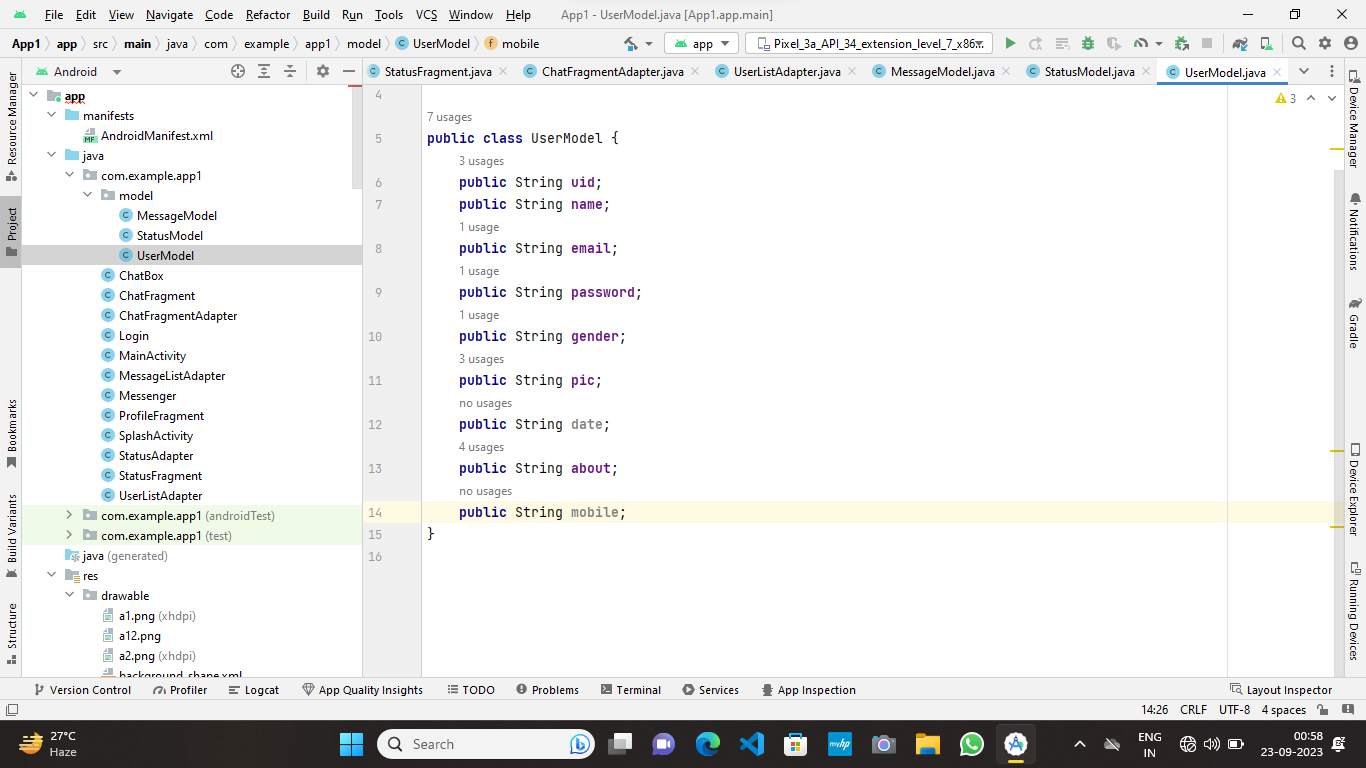 File Edit View Navigate Code Refactor Build Run Tools VCS Window Help App1 - UserModel.java [App1.app.main]
App1 app src main java com example app1 model UserModel mobile app Pixel_3a_API_34_extension_level_7_x86...
Android
StatusFragment.java ChatFragmentAdapter.java UserListAdapter.java MessageModel.java StatusModel.java UserModel.java
Resource Manager
Project
Bookmarks
Build Variants
Structure
app
manifests
AndroidManifest.xml
java
com.example.app1
model
MessageModel
StatusModel
UserModel
ChatBox
ChatFragment
ChatFragmentAdapter
Login
MainActivity
MessageListAdapter
Messenger
ProfileFragment
SplashActivity
StatusAdapter
StatusFragment
UserListAdapter
com.example.app1 (androidTest)
com.example.app1 (test)
java (generated)
res
drawable
a1.png (xhdpi)
a12.png
a2.png (xhdpi)
background_shape.xml
3
4
7 usages
5 public class UserModel {
3 usages
6 public String uid;
7 public String name;
1 usage
8 public String email;
1 usage
9 public String password;
1 usage
10 public String gender;
3 usages
11 public String pic;
no usages
12 public String date;
4 usages
13 public String about;
no usages
14 public String mobile;
15 }
16
Device Manager
Notifications
Gradle
Device Explorer
Running Devices
Version Control Profiler Logcat App Quality Insights TODO Problems Terminal Services App Inspection Layout Inspector
14:26 CRLF UTF-8 4 spaces
27°C
Haze
Search
myhp
ENG
IN
00:58
23-09-2023